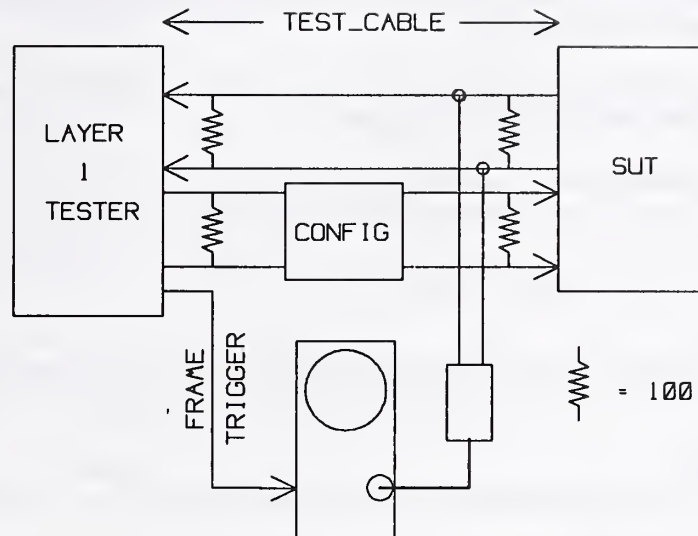 TEST_CABLE
LAYER
1
TESTER
SUT
CONFIG
FRAME
TRIGGER
= 100